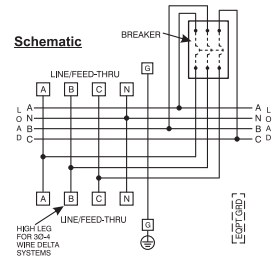 Schematic
BREAKER
LINE/FEED-THRU
G
A B C N
L O A D
A
N
B
C
A
N
B
C
L O A D
A B C N
HIGH LEG
FOR 3Ø-4
WIRE DELTA
SYSTEMS
LINE/FEED-THRU
G
EQPT GRD